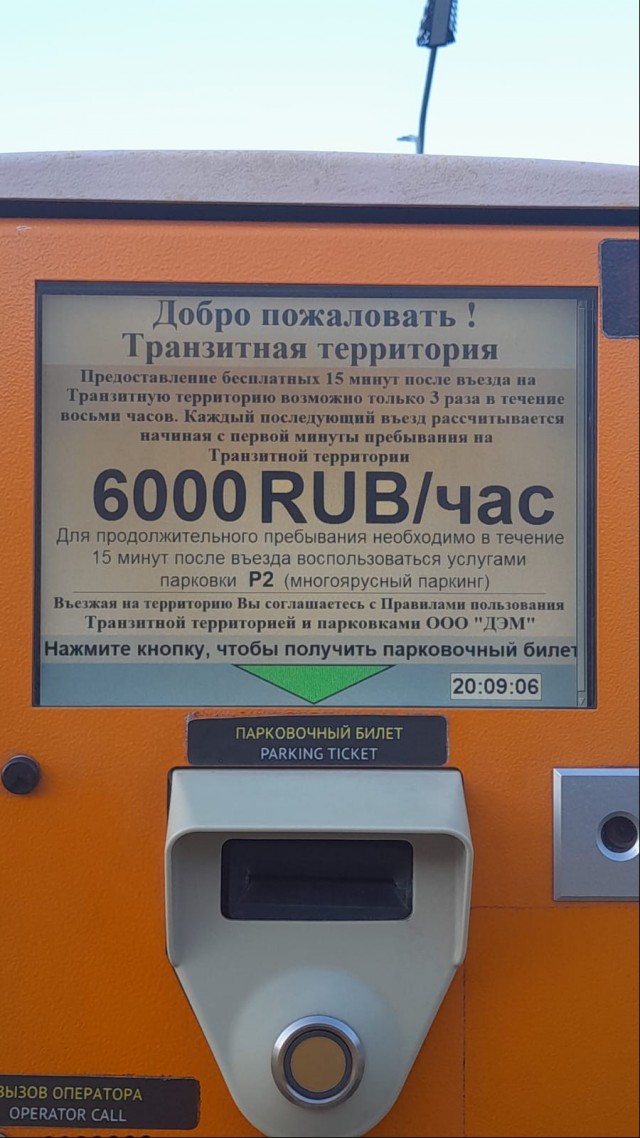 Добро пожаловать !
Транзитная территория
Предоставление бесплатных 15 минут после въезда на
Транзитную территорию возможно только 3 раза в течение
восьми часов. Каждый последующий въезд рассчитывается
начиная с первой минуты пребывания на
Транзитной территории
6000 RUB/час
Для продолжительного пребывания необходимо в течение
15 минут после въезда воспользоваться услугами
парковки P2 (многоярусный паркинг)
Въезжая на территорию Вы соглашаетесь с Правилами пользования
Транзитной территорией и парковками ООО "ДЭМ"
Нажмите кнопку, чтобы получить парковочный билет
20:09:06
ПАРКОВОЧНЫЙ БИЛЕТ
PARKING TICKET
ВЫЗОВ ОПЕРАТОРА
OPERATOR CALL